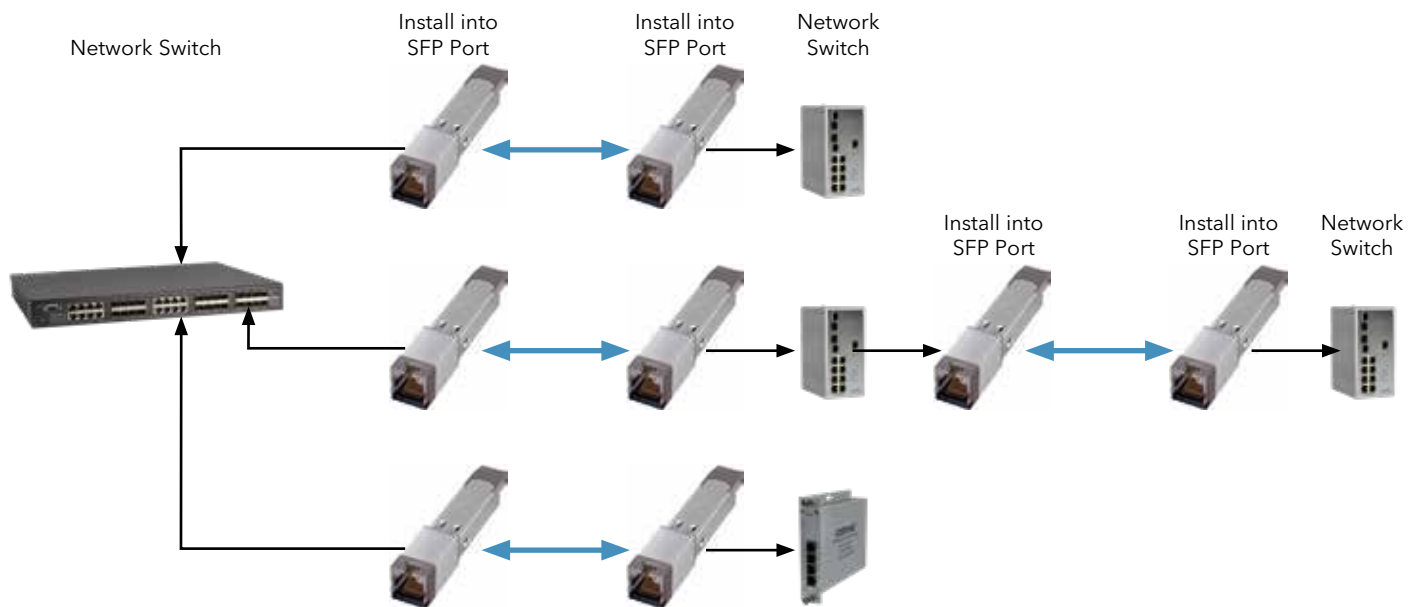 Network Switch
Install into
SFP Port
Install into
SFP Port
Network
Switch
Install into
SFP Port
Install into
SFP Port
Network
Switch